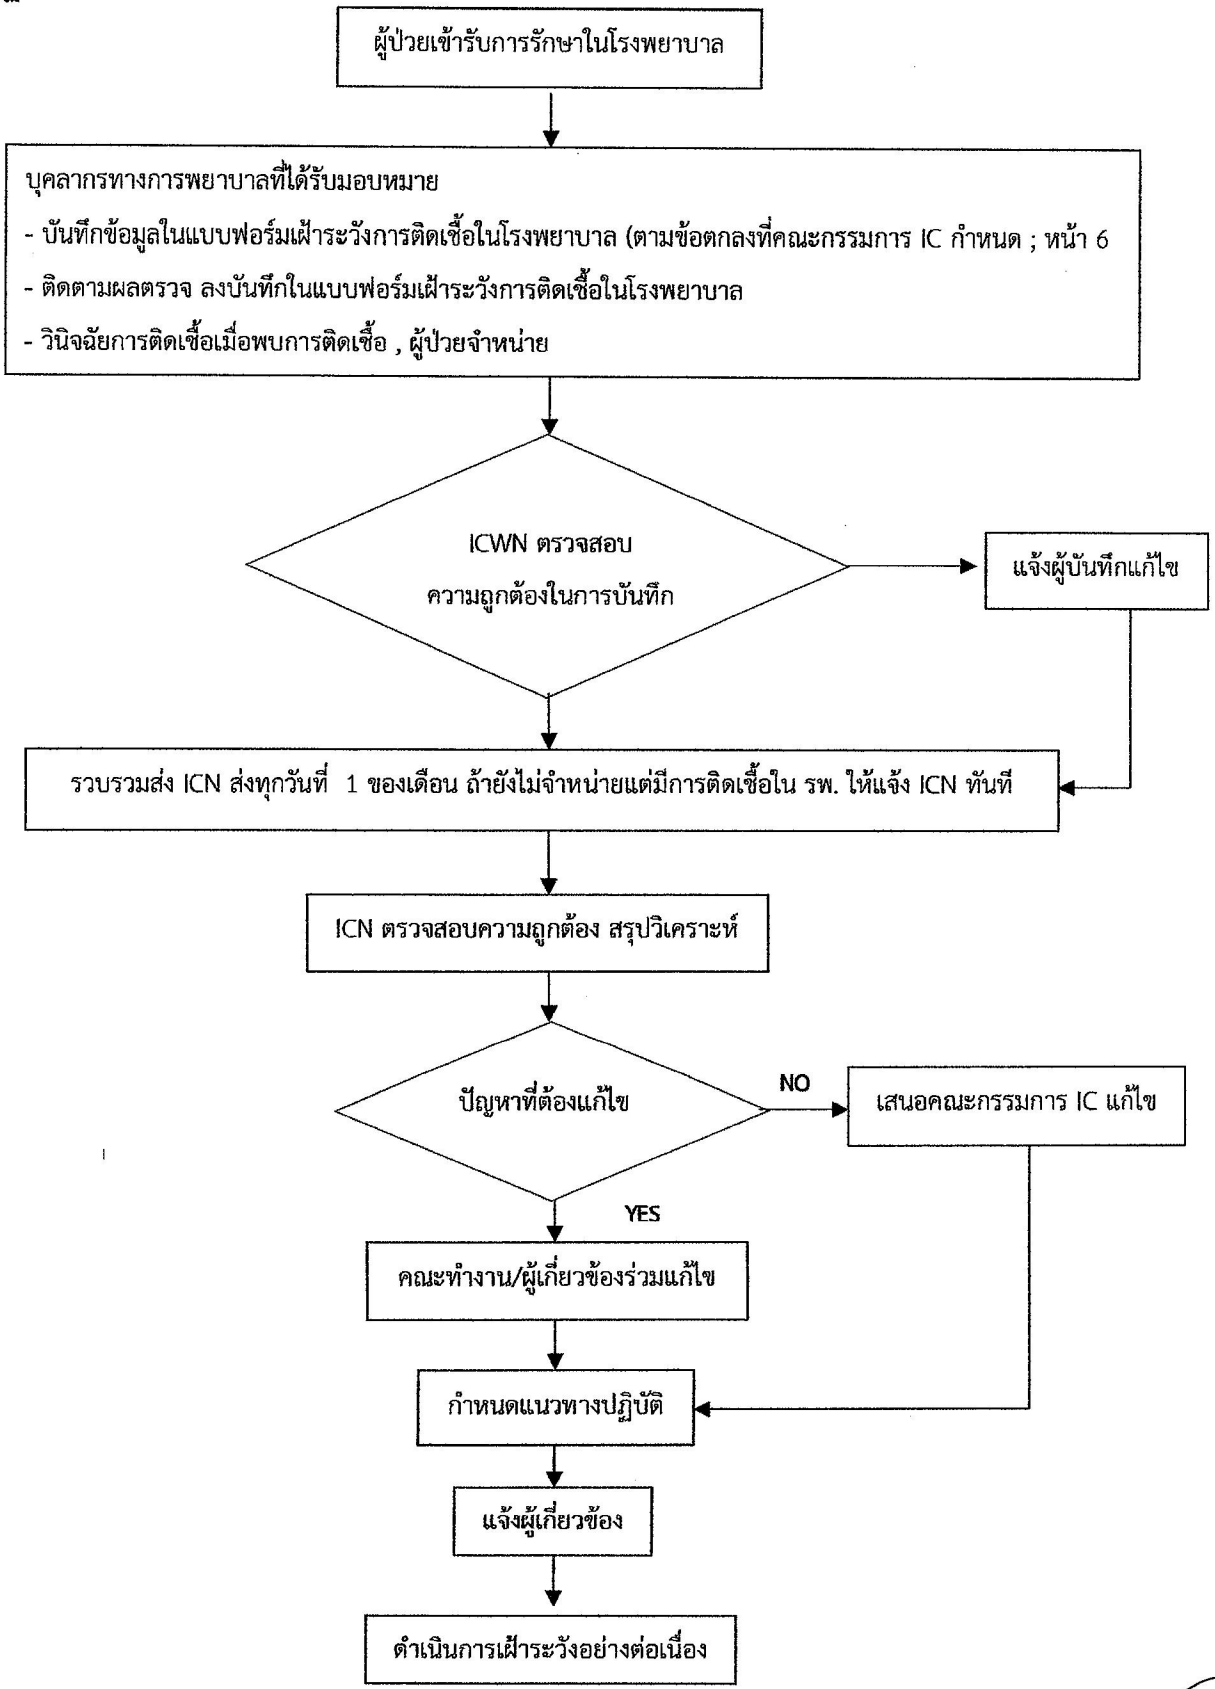 ผู้ป่วยเข้ารับการรักษาในโรงพยาบาล
บุคลากรทางการพยาบาลที่ได้รับมอบหมาย
- บันทึกข้อมูลในแบบฟอร์มเฝ้าระวังการติดเชื้อในโรงพยาบาล (ตามข้อตกลงที่คณะกรรมการ IC กำหนด ; หน้า 6
- ติดตามผลตรวจ ลงบันทึกในแบบฟอร์มเฝ้าระวังการติดเชื้อในโรงพยาบาล
- วินิจฉัยการติดเชื้อเมื่อพบการติดเชื้อ , ผู้ป่วยจำหน่าย
ICWN ตรวจสอบ
ความถูกต้องในการบันทึก
แจ้งผู้บันทึกแก้ไข
รวบรวมส่ง ICN ส่งทุกวันที่ 1 ของเดือน ถ้ายังไม่จำหน่ายแต่มีการติดเชื้อใน รพ. ให้แจ้ง ICN ทันที
ICN ตรวจสอบความถูกต้อง สรุปวิเคราะห์
ปัญหาที่ต้องแก้ไข
NO
เสนอคณะกรรมการ IC แก้ไข
YES
คณะทำงาน/ผู้เกี่ยวข้องร่วมแก้ไข
กำหนดแนวทางปฏิบัติ
แจ้งผู้เกี่ยวข้อง
ดำเนินการเฝ้าระวังอย่างต่อเนื่อง